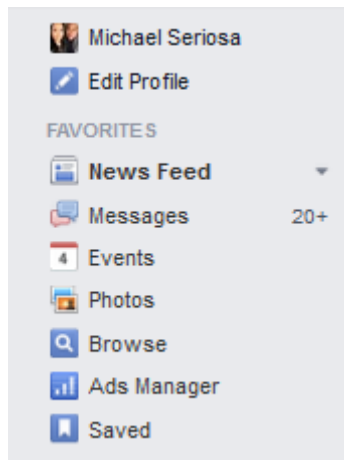 Michael Seriosa
Edit Profile
FAVORITES
News Feed
Messages 20+
4 Events
Photos
Browse
Ads Manager
Saved